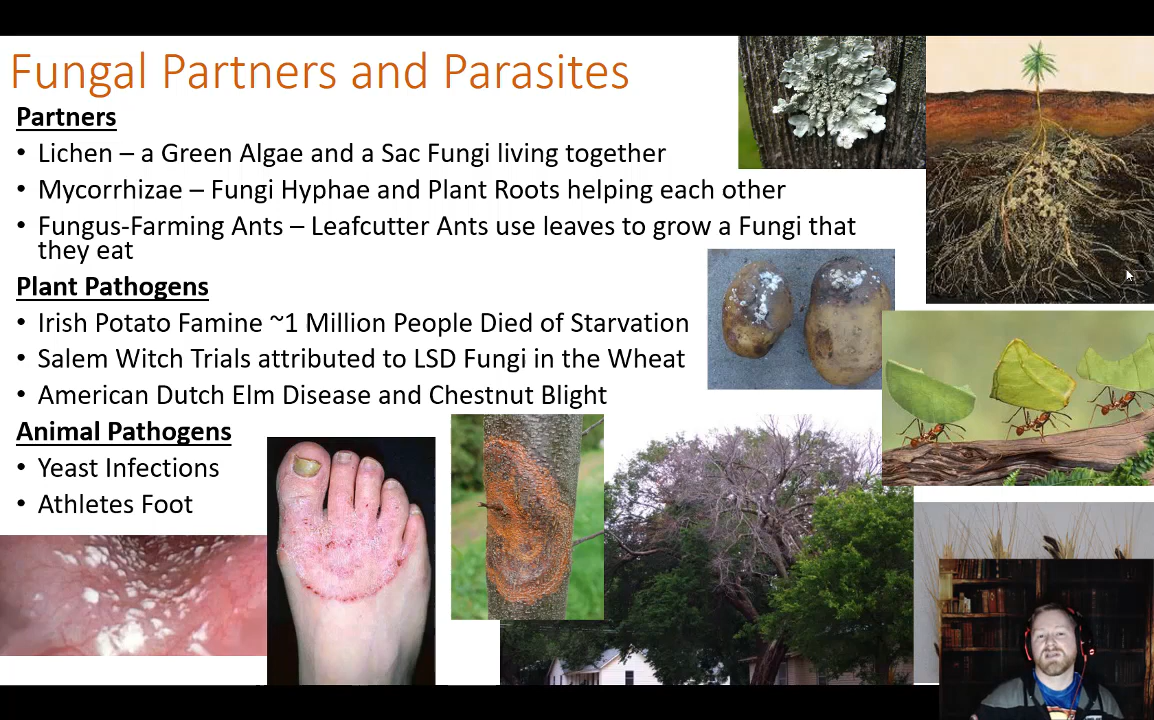 Fungal Partners and Parasites
Partners
• Lichen – a Green Algae and a Sac Fungi living together
• Mycorrhizae – Fungi Hyphae and Plant Roots helping each other
• Fungus-Farming Ants – Leafcutter Ants use leaves to grow a Fungi that
they eat
Plant Pathogens
• Irish Potato Famine ~1 Million People Died of Starvation
• Salem Witch Trials attributed to LSD Fungi in the Wheat
• American Dutch Elm Disease and Chestnut Blight
Animal Pathogens
• Yeast Infections
• Athletes Foot